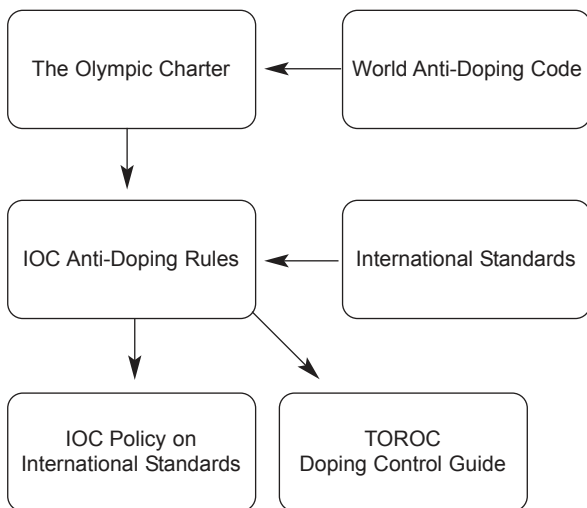 The Olympic Charter
World Anti-Doping Code
IOC Anti-Doping Rules
International Standards
IOC Policy on
International Standards
TOROC
Doping Control Guide